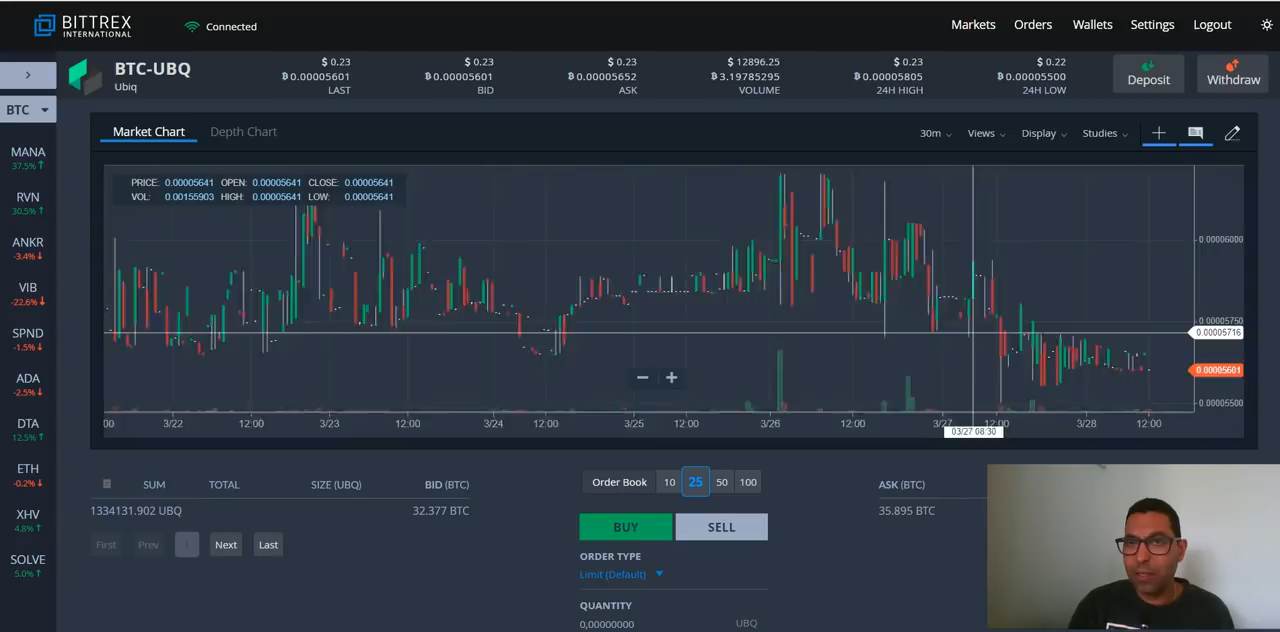 BITTREX
INTERNATIONAL
Connected
Markets Orders Wallets Settings Logout
BTC-UBQ
Ubiq
$ 0.23
฿ 0.00005601
LAST
$ 0.23
฿ 0.00005601
BID
$ 0.23
฿ 0.00005652
ASK
$ 12896.25
฿ 3.19785295
VOLUME
$ 0.23
฿ 0.00005805
24H HIGH
$ 0.22
฿ 0.00005500
24H LOW
Deposit
Withdraw
BTC
MANA
37.5% ↑
RVN
30.5% ↑
ANKR
-3.4% ↓
VIB
-22.6% ↓
SPND
-1.5% ↓
ADA
-2.5% ↓
DTA
12.5% ↑
ETH
-0.2% ↓
XHV
4.8% ↑
SOLVE
5.0% ↑
Market Chart Depth Chart
30m Views Display Studies
PRICE: 0.00005641 OPEN: 0.00005641 CLOSE: 0.00005641
VOL: 0.00155903 HIGH: 0.00005641 LOW: 0.00005641
0.00006000
0.00005750
0.00005716
0.00005601
0.00005500
:00 3/22 12:00 3/23 12:00 3/24 12:00 3/25 12:00 3/26 12:00 3/27 12:00 3/28 12:00
03/27 08:30
SUM TOTAL SIZE (UBQ) BID (BTC)
1334131.902 UBQ 32.377 BTC
First Prev 1 Next Last
Order Book 10 25 50 100
BUY SELL
ORDER TYPE
Limit (Default)
QUANTITY
0,00000000 UBQ
ASK (BTC)
35.895 BTC